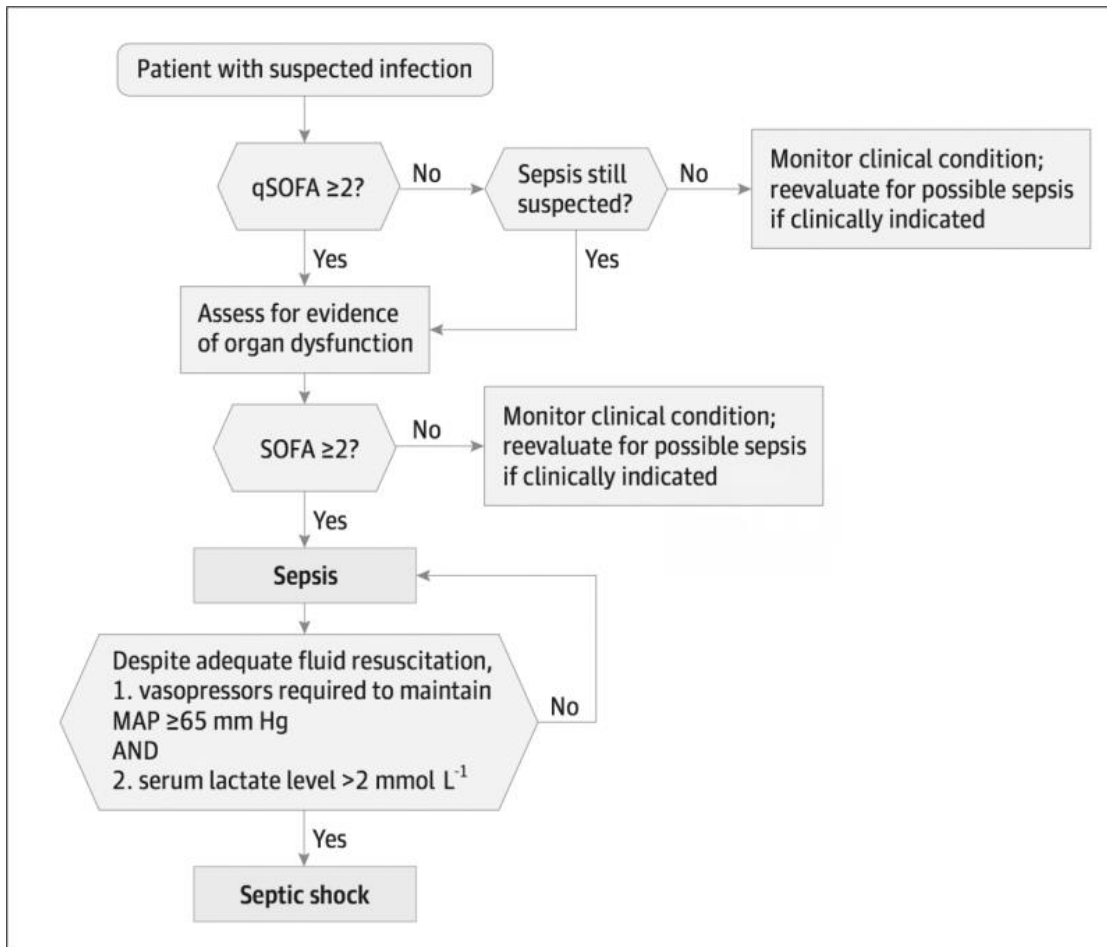 Patient with suspected infection
qSOFA ≥2?
No
Sepsis still
suspected?
No
Monitor clinical condition;
reevaluate for possible sepsis
if clinically indicated
Yes
Yes
Assess for evidence
of organ dysfunction
SOFA ≥2?
No
Monitor clinical condition;
reevaluate for possible sepsis
if clinically indicated
Yes
Sepsis
Despite adequate fluid resuscitation,
1. vasopressors required to maintain
MAP ≥65 mm Hg
AND
2. serum lactate level >2 mmol L⁻¹
No
Yes
Septic shock